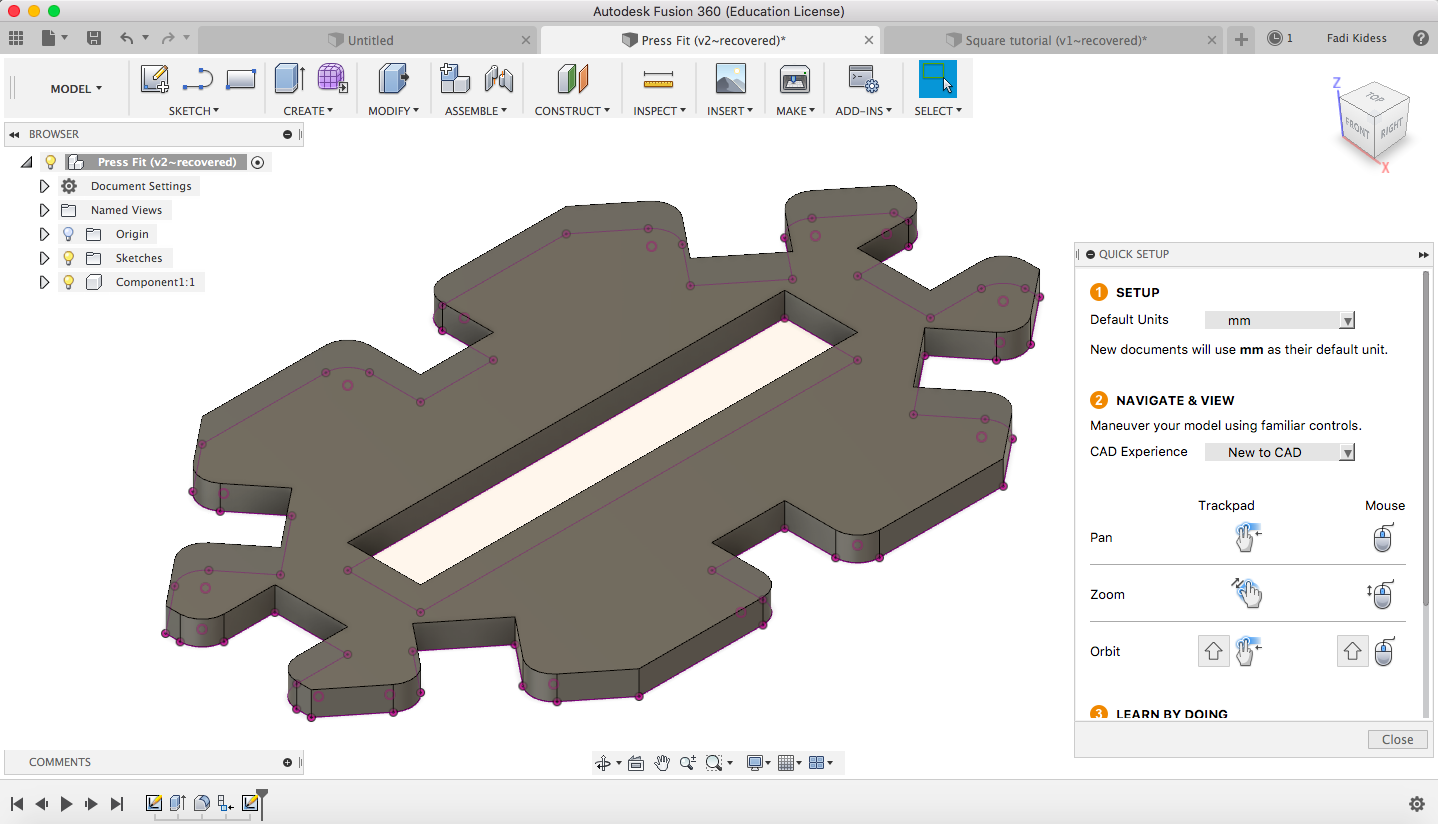 Autodesk Fusion 360 (Education License)
Untitled
Press Fit (v2~recovered)*
Square tutorial (v1~recovered)*
1
Fadi Kidess
MODEL
SKETCH
CREATE
MODIFY
ASSEMBLE
CONSTRUCT
INSPECT
INSERT
MAKE
ADD-INS
SELECT
BROWSER
Press Fit (v2~recovered)
Document Settings
Named Views
Origin
Sketches
Component1:1
Z
TOP
FRONT
RIGHT
X
QUICK SETUP
1 SETUP
Default Units mm
New documents will use mm as their default unit.
2 NAVIGATE & VIEW
Maneuver your model using familiar controls.
CAD Experience New to CAD
Trackpad Mouse
Pan
Zoom
Orbit
3 LEARN BY DOING
Close
COMMENTS